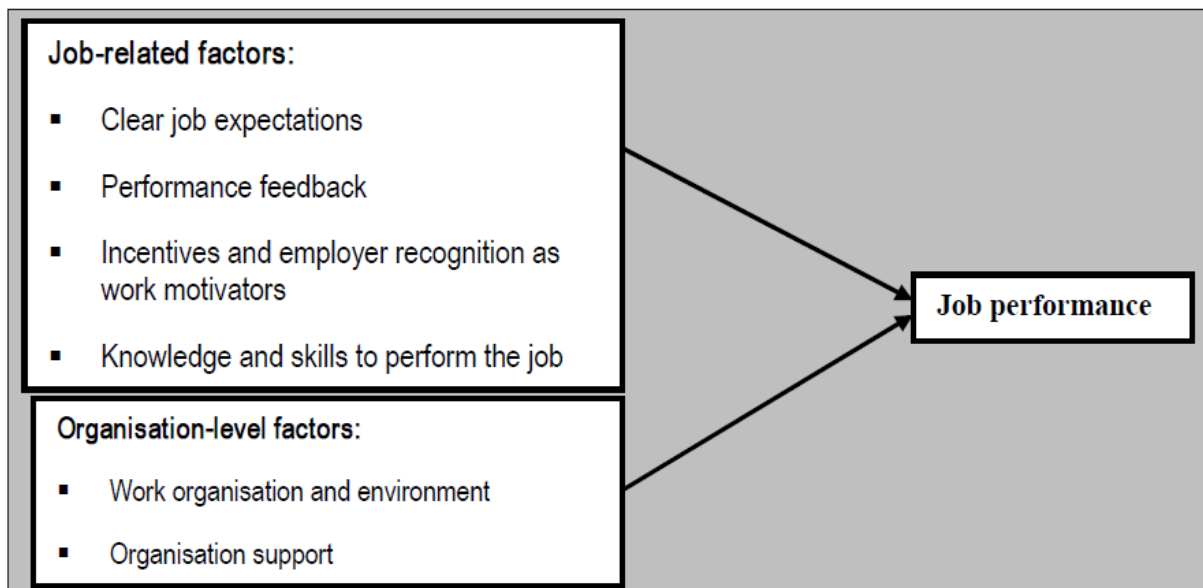 Job-related factors:
▪ Clear job expectations
▪ Performance feedback
▪ Incentives and employer recognition as
work motivators
▪ Knowledge and skills to perform the job
Job performance
Organisation-level factors:
▪ Work organisation and environment
▪ Organisation support